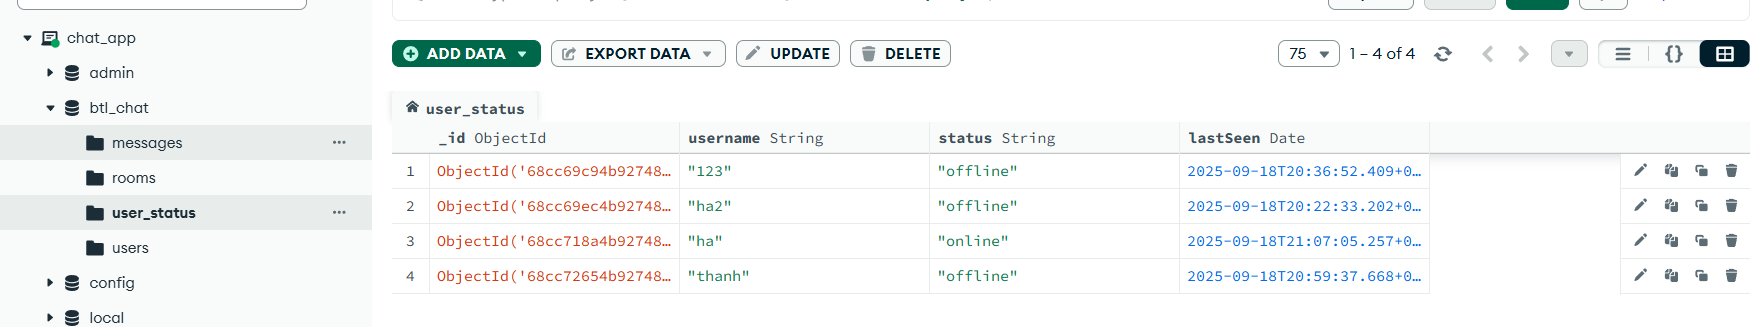 chat_app
admin
btl_chat
messages
rooms
user_status
users
config
local
ADD DATA
EXPORT DATA
UPDATE
DELETE
75
1 – 4 of 4
{}
user_status
_id ObjectId
username String
status String
lastSeen Date
1 ObjectId('68cc69c94b92748… "123" "offline" 2025-09-18T20:36:52.409+0…
2 ObjectId('68cc69ec4b92748… "ha2" "offline" 2025-09-18T20:22:33.202+0…
3 ObjectId('68cc718a4b92748… "ha" "online" 2025-09-18T21:07:05.257+0…
4 ObjectId('68cc72654b92748… "thanh" "offline" 2025-09-18T20:59:37.668+0…